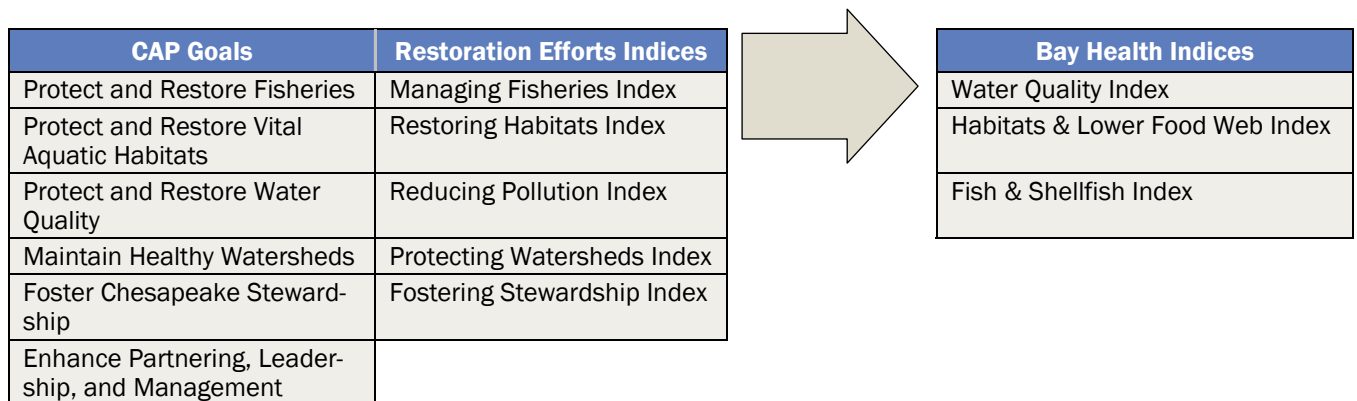 CAP Goals
Restoration Efforts Indices
Protect and Restore Fisheries
Managing Fisheries Index
Protect and Restore Vital
Aquatic Habitats
Restoring Habitats Index
Protect and Restore Water
Quality
Reducing Pollution Index
Maintain Healthy Watersheds
Protecting Watersheds Index
Foster Chesapeake Steward-
ship
Fostering Stewardship Index
Enhance Partnering, Leader-
ship, and Management
Bay Health Indices
Water Quality Index
Habitats & Lower Food Web Index
Fish & Shellfish Index